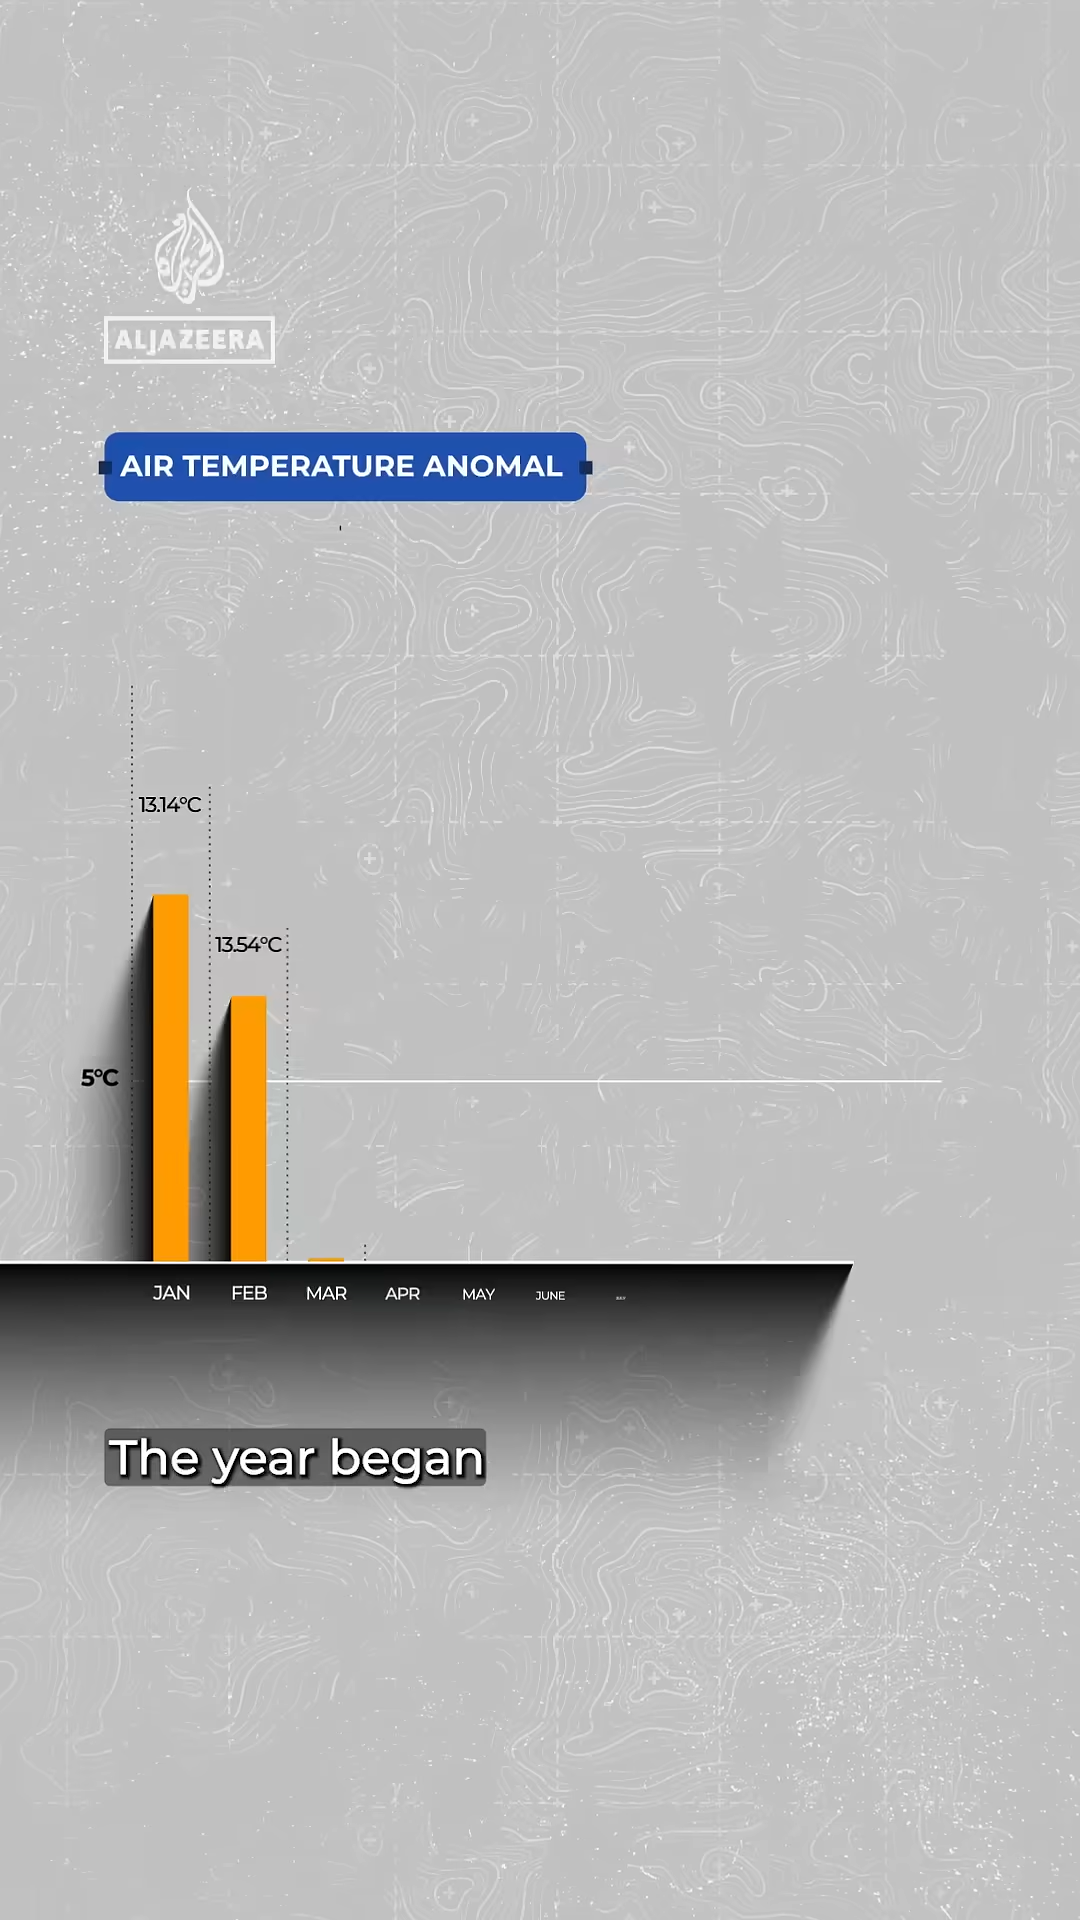 ALJAZEERA
AIR TEMPERATURE ANOMAL
13.14°C
13.54°C
5°C
JAN FEB MAR APR MAY JUNE
The year began